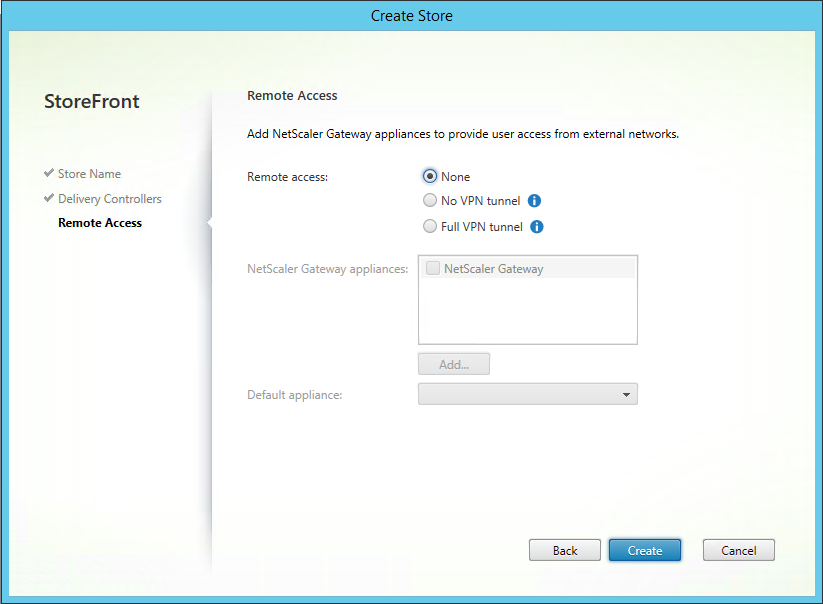 Create Store
StoreFront
Store Name
Delivery Controllers
Remote Access
Remote Access
Add NetScaler Gateway appliances to provide user access from external networks.
Remote access:
None
No VPN tunnel
Full VPN tunnel
NetScaler Gateway appliances:
NetScaler Gateway
Add...
Default appliance:
Back
Create
Cancel